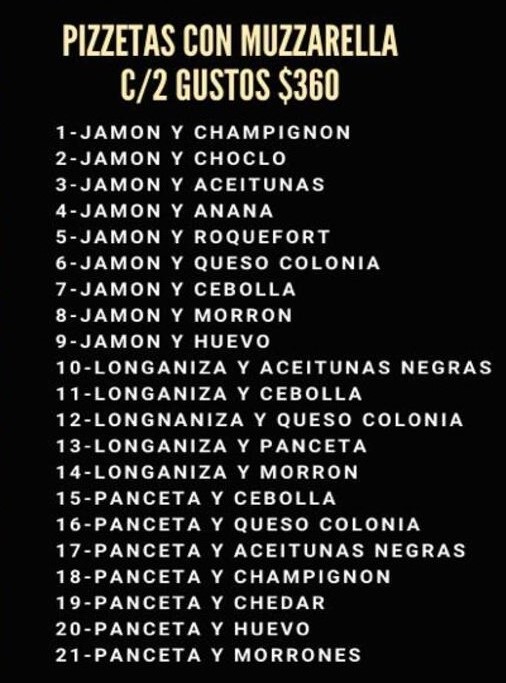 PIZZETAS CON MUZZARELLA
C/2 GUSTOS $360
1-JAMON Y CHAMPIGNON
2-JAMON Y CHOCLO
3-JAMON Y ACEITUNAS
4-JAMON Y ANANA
5-JAMON Y ROQUEFORT
6-JAMON Y QUESO COLONIA
7-JAMON Y CEBOLLA
8-JAMON Y MORRON
9-JAMON Y HUEVO
10-LONGANIZA Y ACEITUNAS NEGRAS
11-LONGANIZA Y CEBOLLA
12-LONGNANIZA Y QUESO COLONIA
13-LONGANIZA Y PANCETA
14-LONGANIZA Y MORRON
15-PANCETA Y CEBOLLA
16-PANCETA Y QUESO COLONIA
17-PANCETA Y ACEITUNAS NEGRAS
18-PANCETA Y CHAMPIGNON
19-PANCETA Y CHEDAR
20-PANCETA Y HUEVO
21-PANCETA Y MORRONES